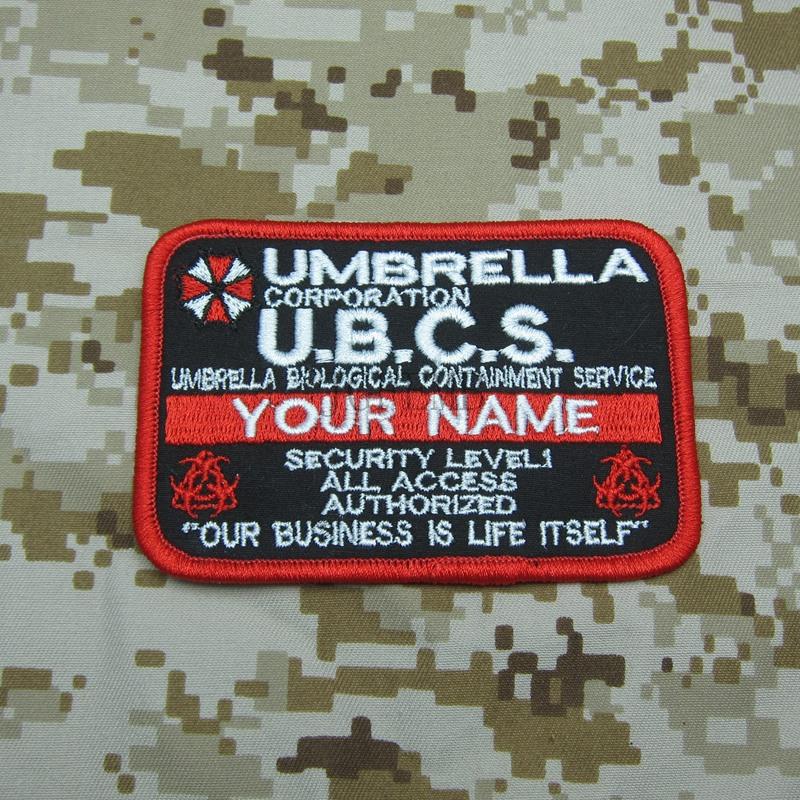 UMBRELLA
CORPORATION
U.B.C.S.
UMBRELLA BIOLOGICAL CONTAINMENT SERVICE
YOUR NAME
SECURITY LEVEL1
ALL ACCESS
AUTHORIZED
"OUR BUSINESS IS LIFE ITSELF"